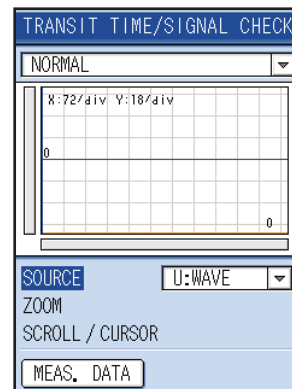 TRANSIT TIME/SIGNAL CHECK
NORMAL
X:72/div Y:18/div
0
0
SOURCE U:WAVE
ZOOM
SCROLL / CURSOR
MEAS. DATA